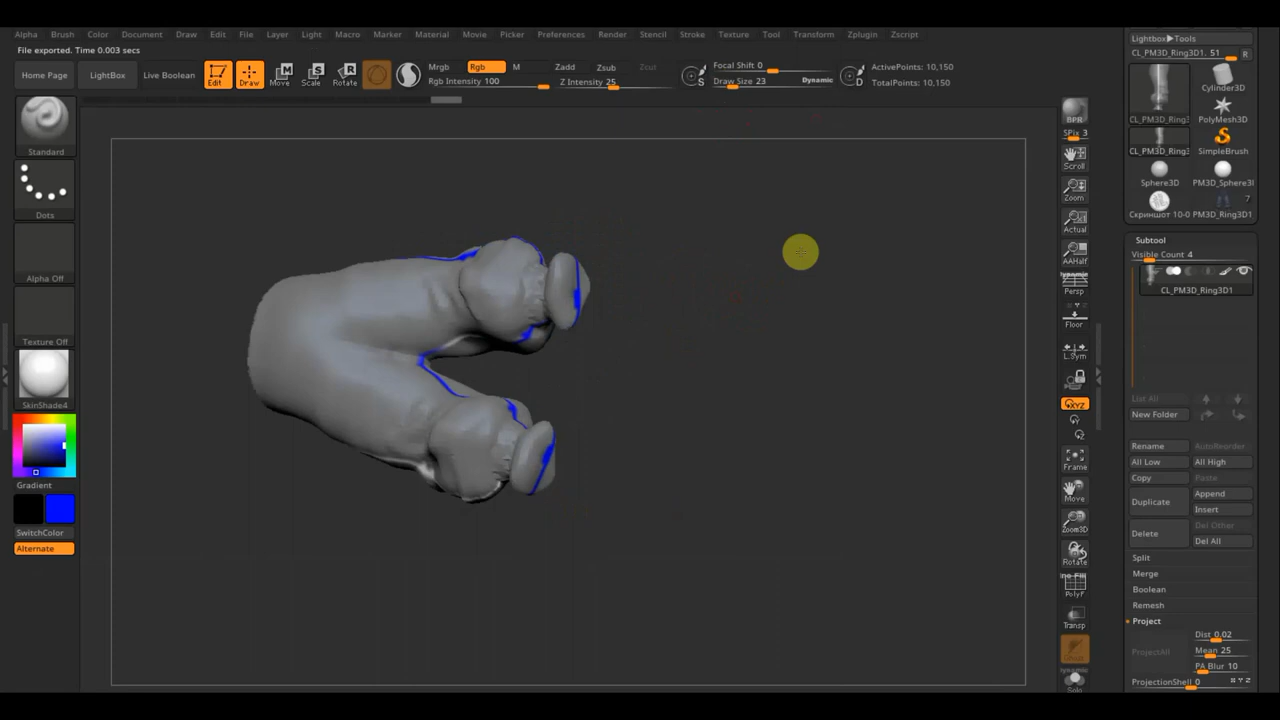 Alpha Brush Color Document Draw Edit File Layer Light Macro Marker Material Movie Picker Preferences Render Stencil Stroke Texture Tool Transform Zplugin Zscript
File exported. Time 0.003 secs
Home Page LightBox Live Boolean Edit Draw Move Scale Rotate
Mrgb Rgb M Zadd Zsub Zcut
Rgb Intensity 100 Z Intensity 25
Focal Shift 0
Draw Size 23 Dynamic
S D
ActivePoints: 10,150
TotalPoints: 10,150
Standard
Dots
Alpha Off
Texture Off
SkinShade4
Gradient
SwitchColor
Alternate
BPR
SPix 3
Scroll
Zoom
Actual
AAHalf
Persp
Floor
L.Sym
XYZ
Frame
Move
Zoom3D
Rotate
PolyF
Transp
Solo
Lightbox▶Tools
CL_PM3D_Ring3D1. 51 R
Cylinder3D
CL_PM3D_Ring3 PolyMesh3D
CL_PM3D_Ring3 SimpleBrush
Sphere3D PM3D_Sphere3
7
Скриншот 10-0 PM3D_Ring3D1
Subtool
Visible Count 4
CL_PM3D_Ring3D1
List All
New Folder
Rename AutoReorder
All Low All High
Copy Paste
Duplicate Append
Insert
Delete Del Other
Del All
Split
Merge
Boolean
Remesh
Project
ProjectAll Dist 0.02
Mean 25
PA Blur 10
ProjectionShell 0